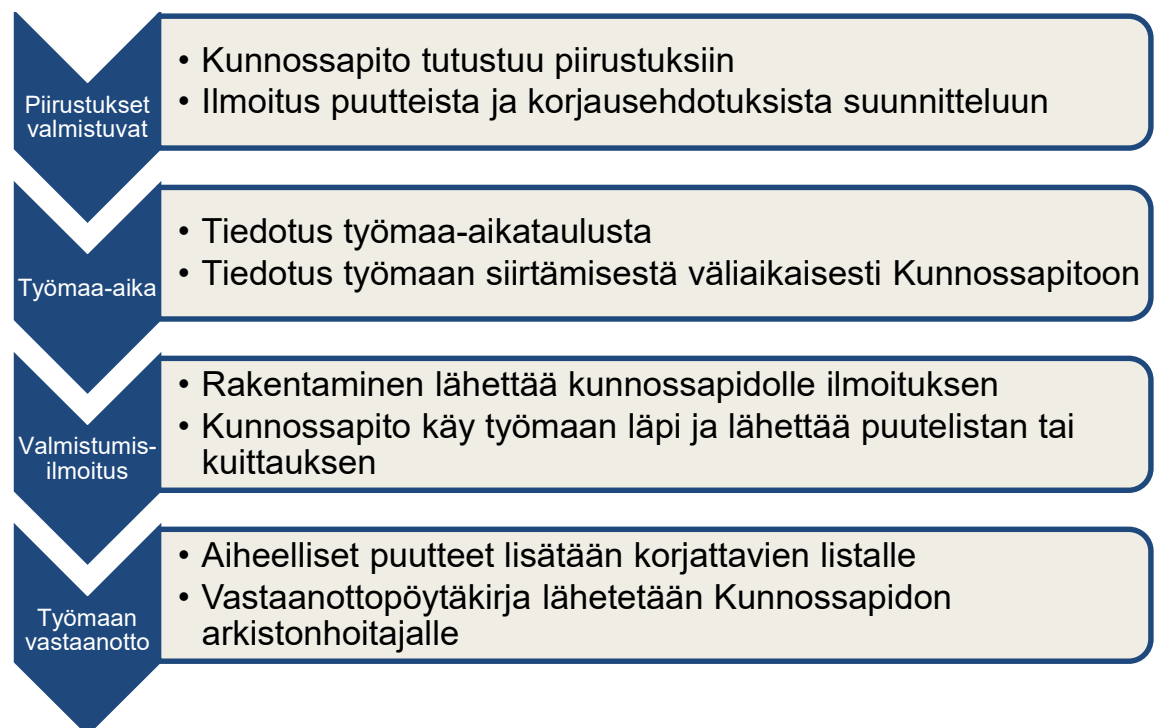 Piirustukset
valmistuvat
• Kunnossapito tutustuu piirustuksiin
• Ilmoitus puutteista ja korjausehdotuksista suunnitteluun
Työmaa-aika
• Tiedotus työmaa-aikataulusta
• Tiedotus työmaan siirtämisestä väliaikaisesti Kunnossapitoon
Valmistumis-
ilmoitus
• Rakentaminen lähettää kunnossapidolle ilmoituksen
• Kunnossapito käy työmaan läpi ja lähettää puutelistan tai
kuittauksen
Työmaan
vastaanotto
• Aiheelliset puutteet lisätään korjattavien listalle
• Vastaanottopöytäkirja lähetetään Kunnossapidon
arkistonhoitajalle